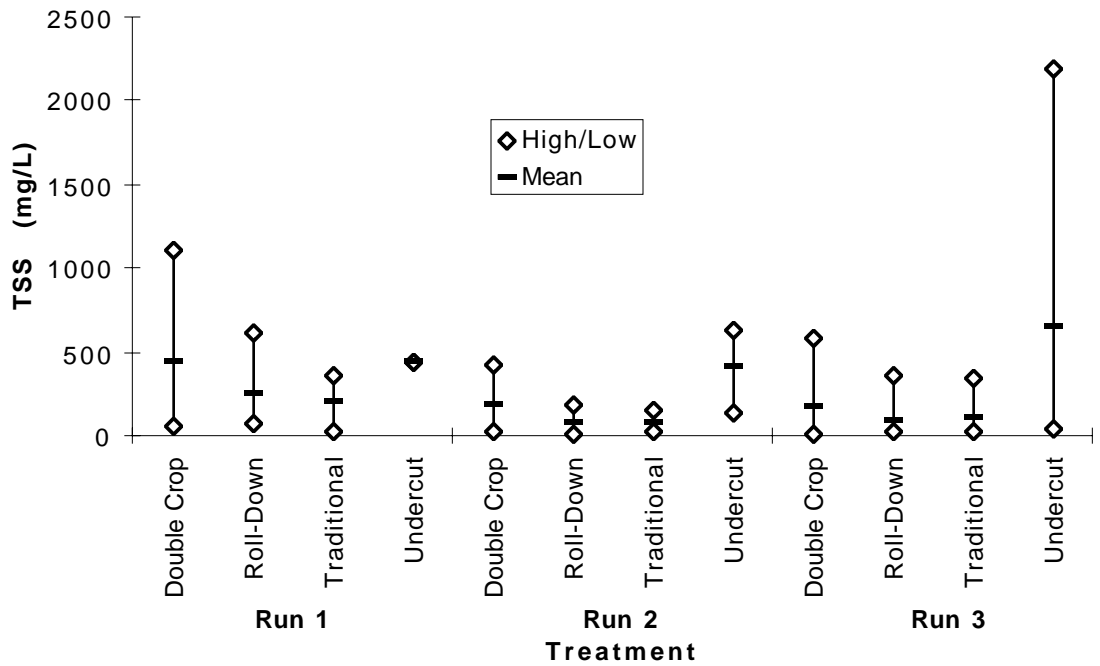 2500
2000
1500
1000
500
0
TSS (mg/L)
High/Low
Mean
Double Crop
Roll-Down
Traditional
Undercut
Double Crop
Roll-Down
Traditional
Undercut
Double Crop
Roll-Down
Traditional
Undercut
Run 1 Run 2 Run 3
Treatment